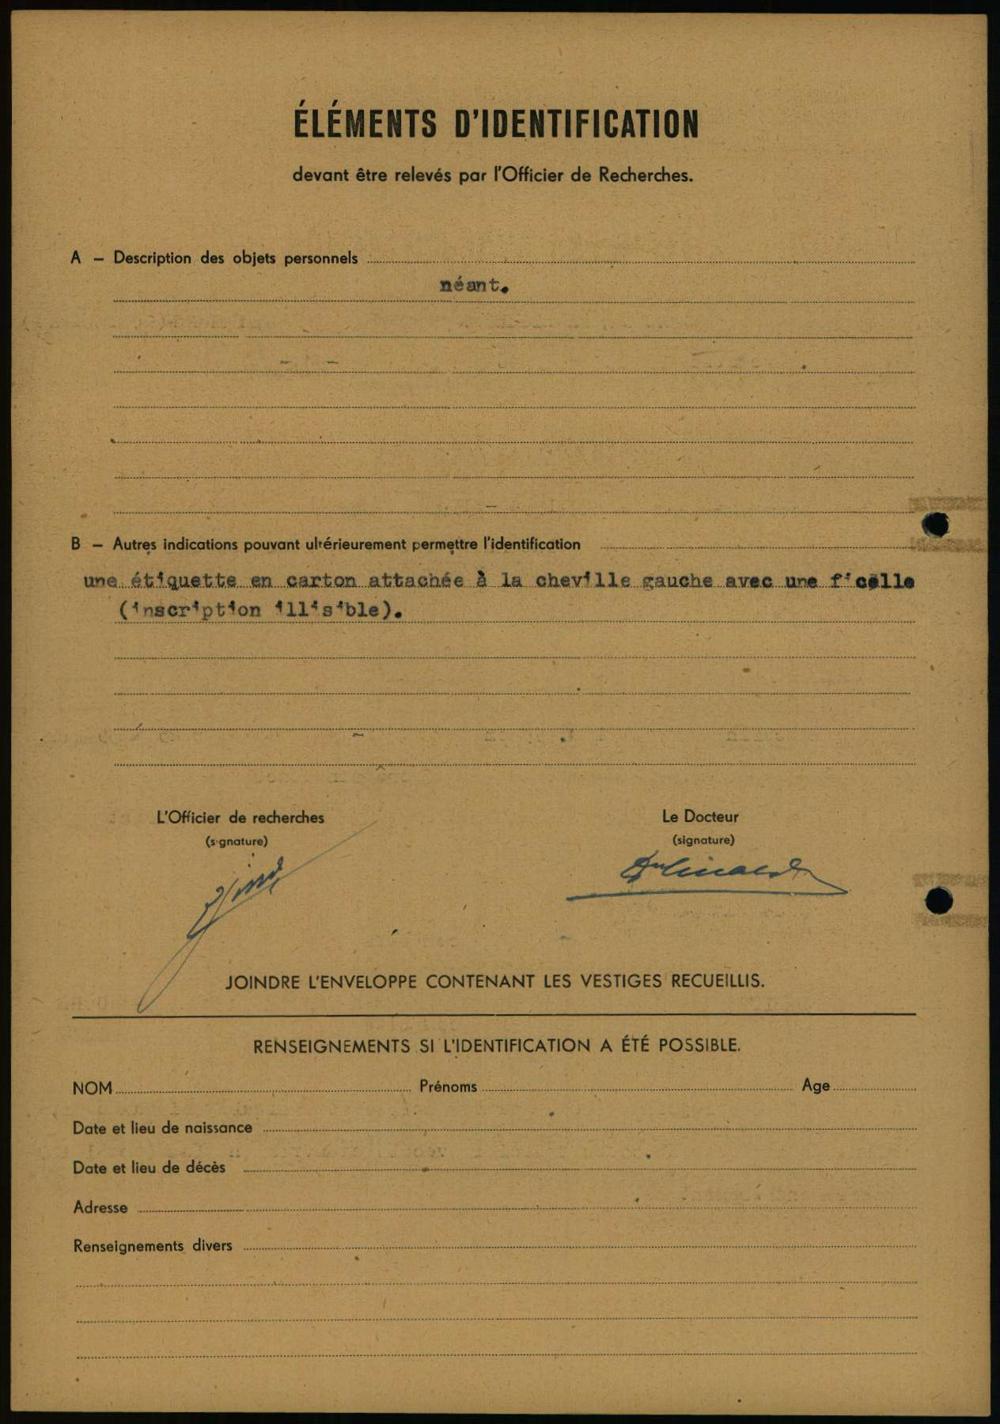 ÉLÉMENTS D'IDENTIFICATION
devant être relevés par l'Officier de Recherches.
A – Description des objets personnels
néant.
B – Autres indications pouvant ultérieurement permettre l'identification
une étiquette en carton attachée à la cheville gauche avec une ficelle
(inscription illisible).
L'Officier de recherches Le Docteur
(signature) (signature)
JOINDRE L'ENVELOPPE CONTENANT LES VESTIGES RECUEILLIS.
RENSEIGNEMENTS SI L'IDENTIFICATION A ÉTÉ POSSIBLE.
NOM Prénoms Age
Date et lieu de naissance
Date et lieu de décès
Adresse
Renseignements divers